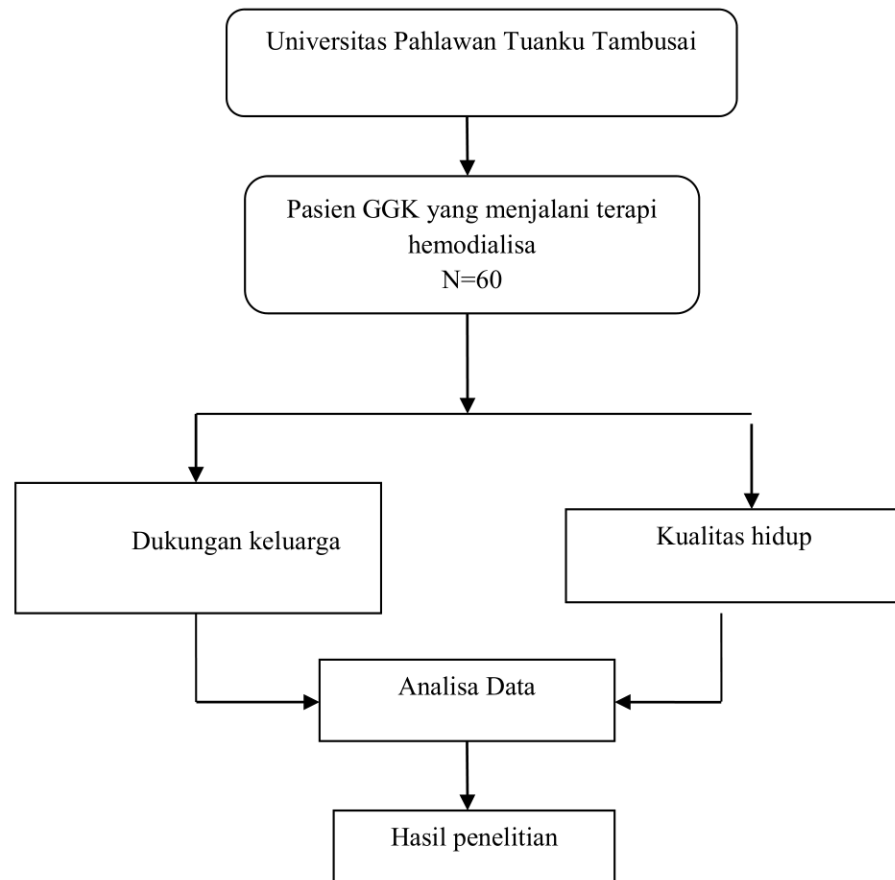 Universitas Pahlawan Tuanku Tambusai
Pasien GGK yang menjalani terapi
hemodialisa
N=60
Dukungan keluarga
Kualitas hidup
Analisa Data
Hasil penelitian